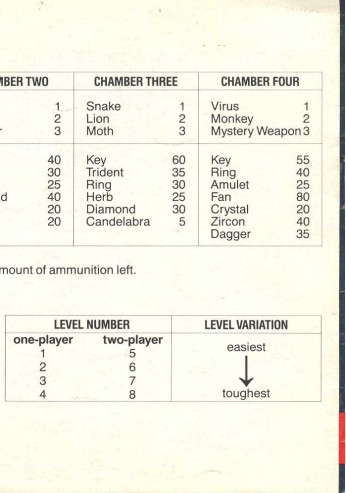 MBER TWO CHAMBER THREE CHAMBER FOUR
1 Snake 1 Virus 1
2 Lion 2 Monkey 2
3 Moth 3 Mystery Weapon 3
40 Key 60 Key 55
30 Trident 35 Ring 40
25 Ring 30 Amulet 25
d 40 Herb 25 Fan 80
20 Diamond 30 Crystal 20
20 Candelabra 5 Zircon 40
Dagger 35
mount of ammunition left.
LEVEL NUMBER LEVEL VARIATION
one-player two-player easiest
1 5
2 6
3 7
4 8 toughest